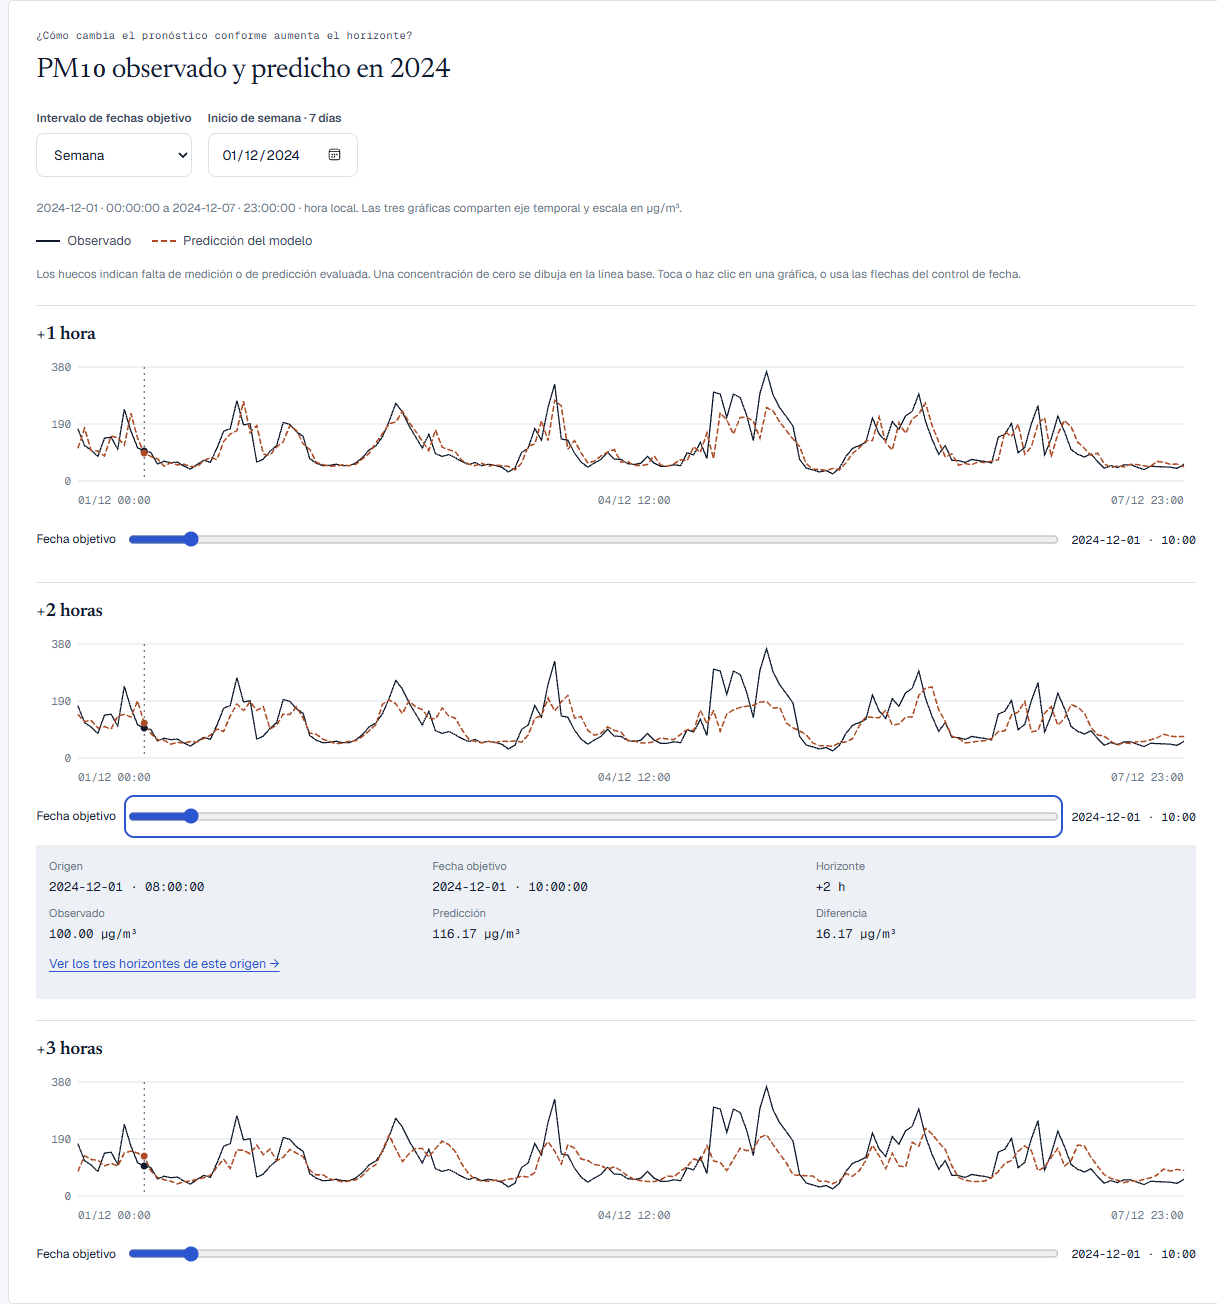 ¿Cómo cambia el pronóstico conforme aumenta el horizonte?
PM10 observado y predicho en 2024
Intervalo de fechas objetivo
Inicio de semana · 7 días
Semana
01/12/2024
2024-12-01 · 00:00:00 a 2024-12-07 · 23:00:00 · hora local. Las tres gráficas comparten eje temporal y escala en µg/m³.
Observado
Predicción del modelo
Los huecos indican falta de medición o de predicción evaluada. Una concentración de cero se dibuja en la línea base. Toca o haz clic en una gráfica, o usa las flechas del control de fecha.
+1 hora
380
190
0
01/12 00:00
04/12 12:00
07/12 23:00
Fecha objetivo
2024-12-01 · 10:00
+2 horas
380
190
0
01/12 00:00
04/12 12:00
07/12 23:00
Fecha objetivo
2024-12-01 · 10:00
Origen
2024-12-01 · 08:00:00
Fecha objetivo
2024-12-01 · 10:00:00
Horizonte
+2 h
Observado
100.00 µg/m³
Predicción
116.17 µg/m³
Diferencia
16.17 µg/m³
Ver los tres horizontes de este origen →
+3 horas
380
190
0
01/12 00:00
04/12 12:00
07/12 23:00
Fecha objetivo
2024-12-01 · 10:00